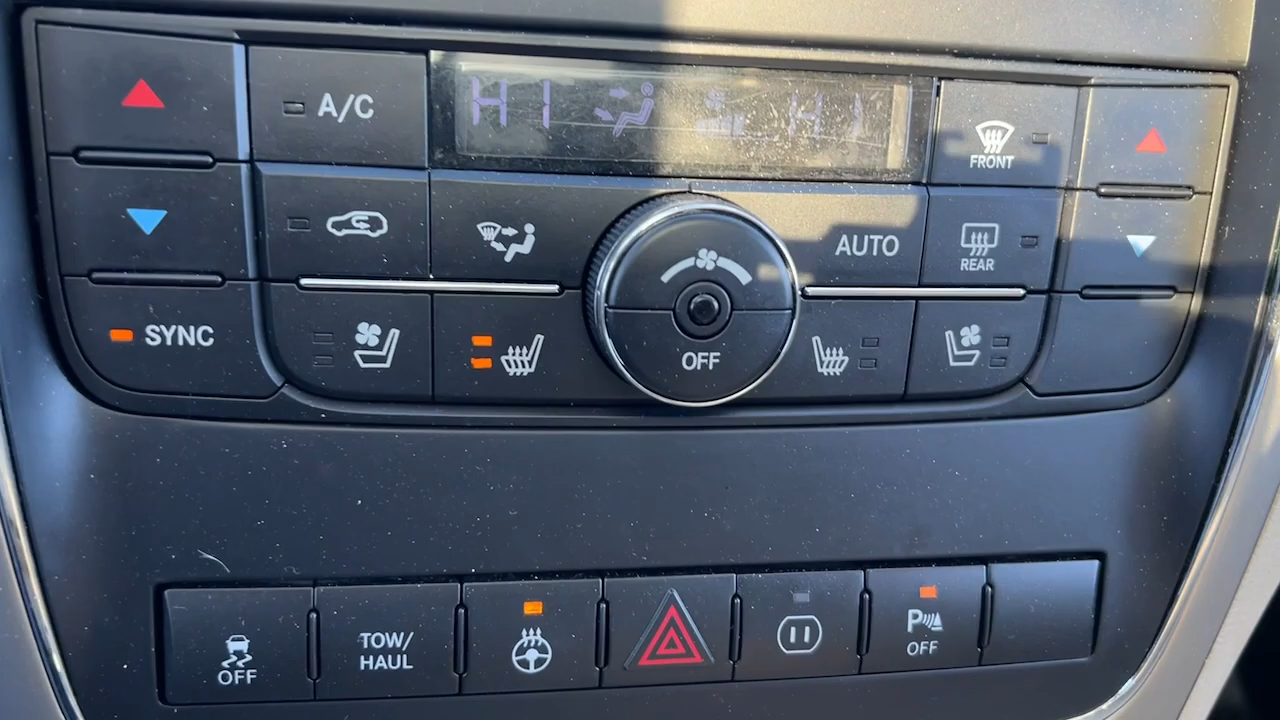 A/C
HI
HI
FRONT
AUTO
REAR
SYNC
OFF
OFF
TOW/
HAUL
P
OFF